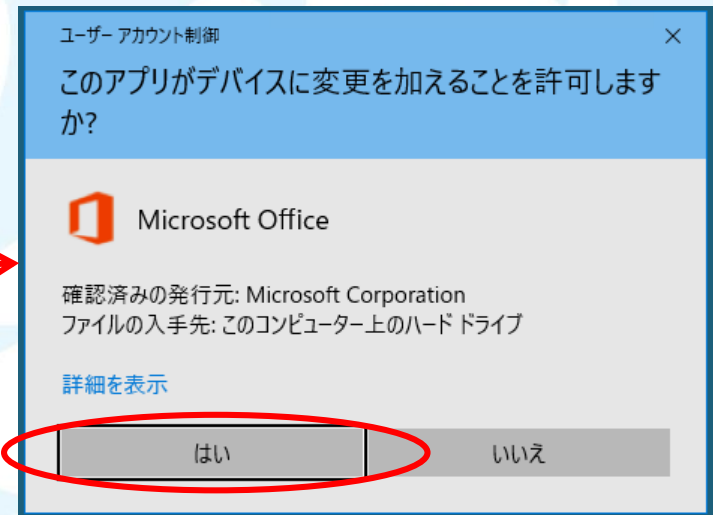 ユーザー アカウント制御
このアプリがデバイスに変更を加えることを許可します
か?
Microsoft Office
確認済みの発行元: Microsoft Corporation
ファイルの入手先: このコンピューター上のハード ドライブ
詳細を表示
はい
いいえ